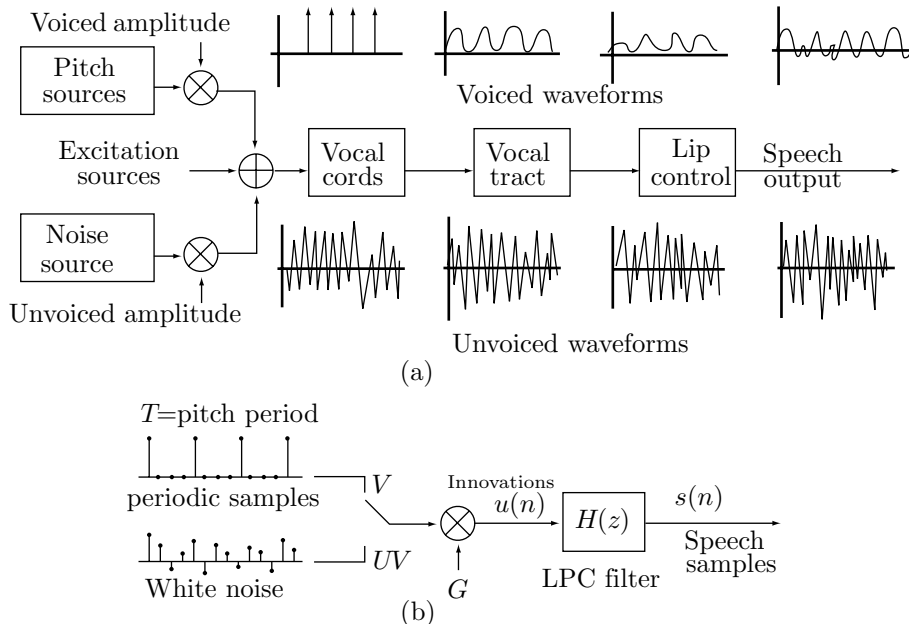 Voiced amplitude
Pitch
sources
Voiced waveforms
Excitation
sources
Vocal
cords
Vocal
tract
Lip
control
Speech
output
Noise
source
Unvoiced amplitude
Unvoiced waveforms
(a)
T=pitch period
periodic samples
V
Innovations
u(n)
H(z)
s(n)
Speech
samples
UV
White noise
G
LPC filter
(b)